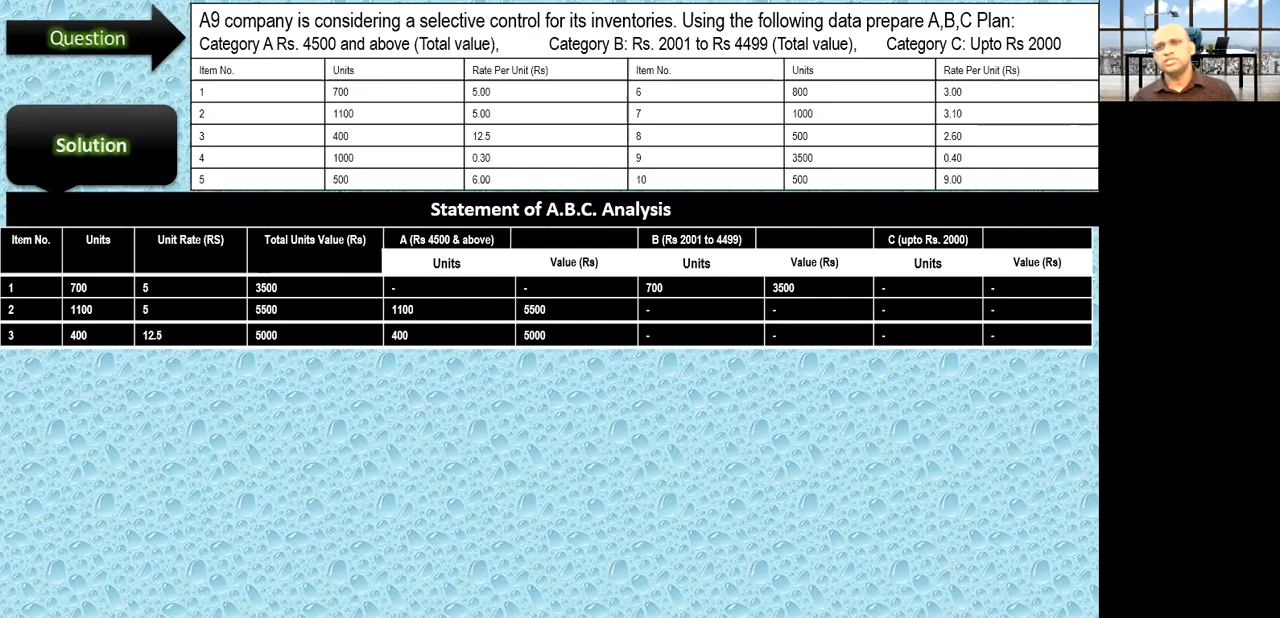 Question
A9 company is considering a selective control for its inventories. Using the following data prepare A,B,C Plan:
Category A Rs. 4500 and above (Total value), Category B: Rs. 2001 to Rs 4499 (Total value), Category C: Upto Rs 2000
Item No. Units Rate Per Unit (Rs) Item No. Units Rate Per Unit (Rs)
1 700 5.00 6 800 3.00
2 1100 5.00 7 1000 3.10
3 400 12.5 8 500 2.60
4 1000 0.30 9 3500 0.40
5 500 6.00 10 500 9.00
Solution
Statement of A.B.C. Analysis
Item No. Units Unit Rate (RS) Total Units Value (Rs) A (Rs 4500 & above) B (Rs 2001 to 4499) C (upto Rs. 2000)
Units Value (Rs) Units Value (Rs) Units Value (Rs)
1 700 5 3500 - - 700 3500 - -
2 1100 5 5500 1100 5500 - - - -
3 400 12.5 5000 400 5000 - - - -